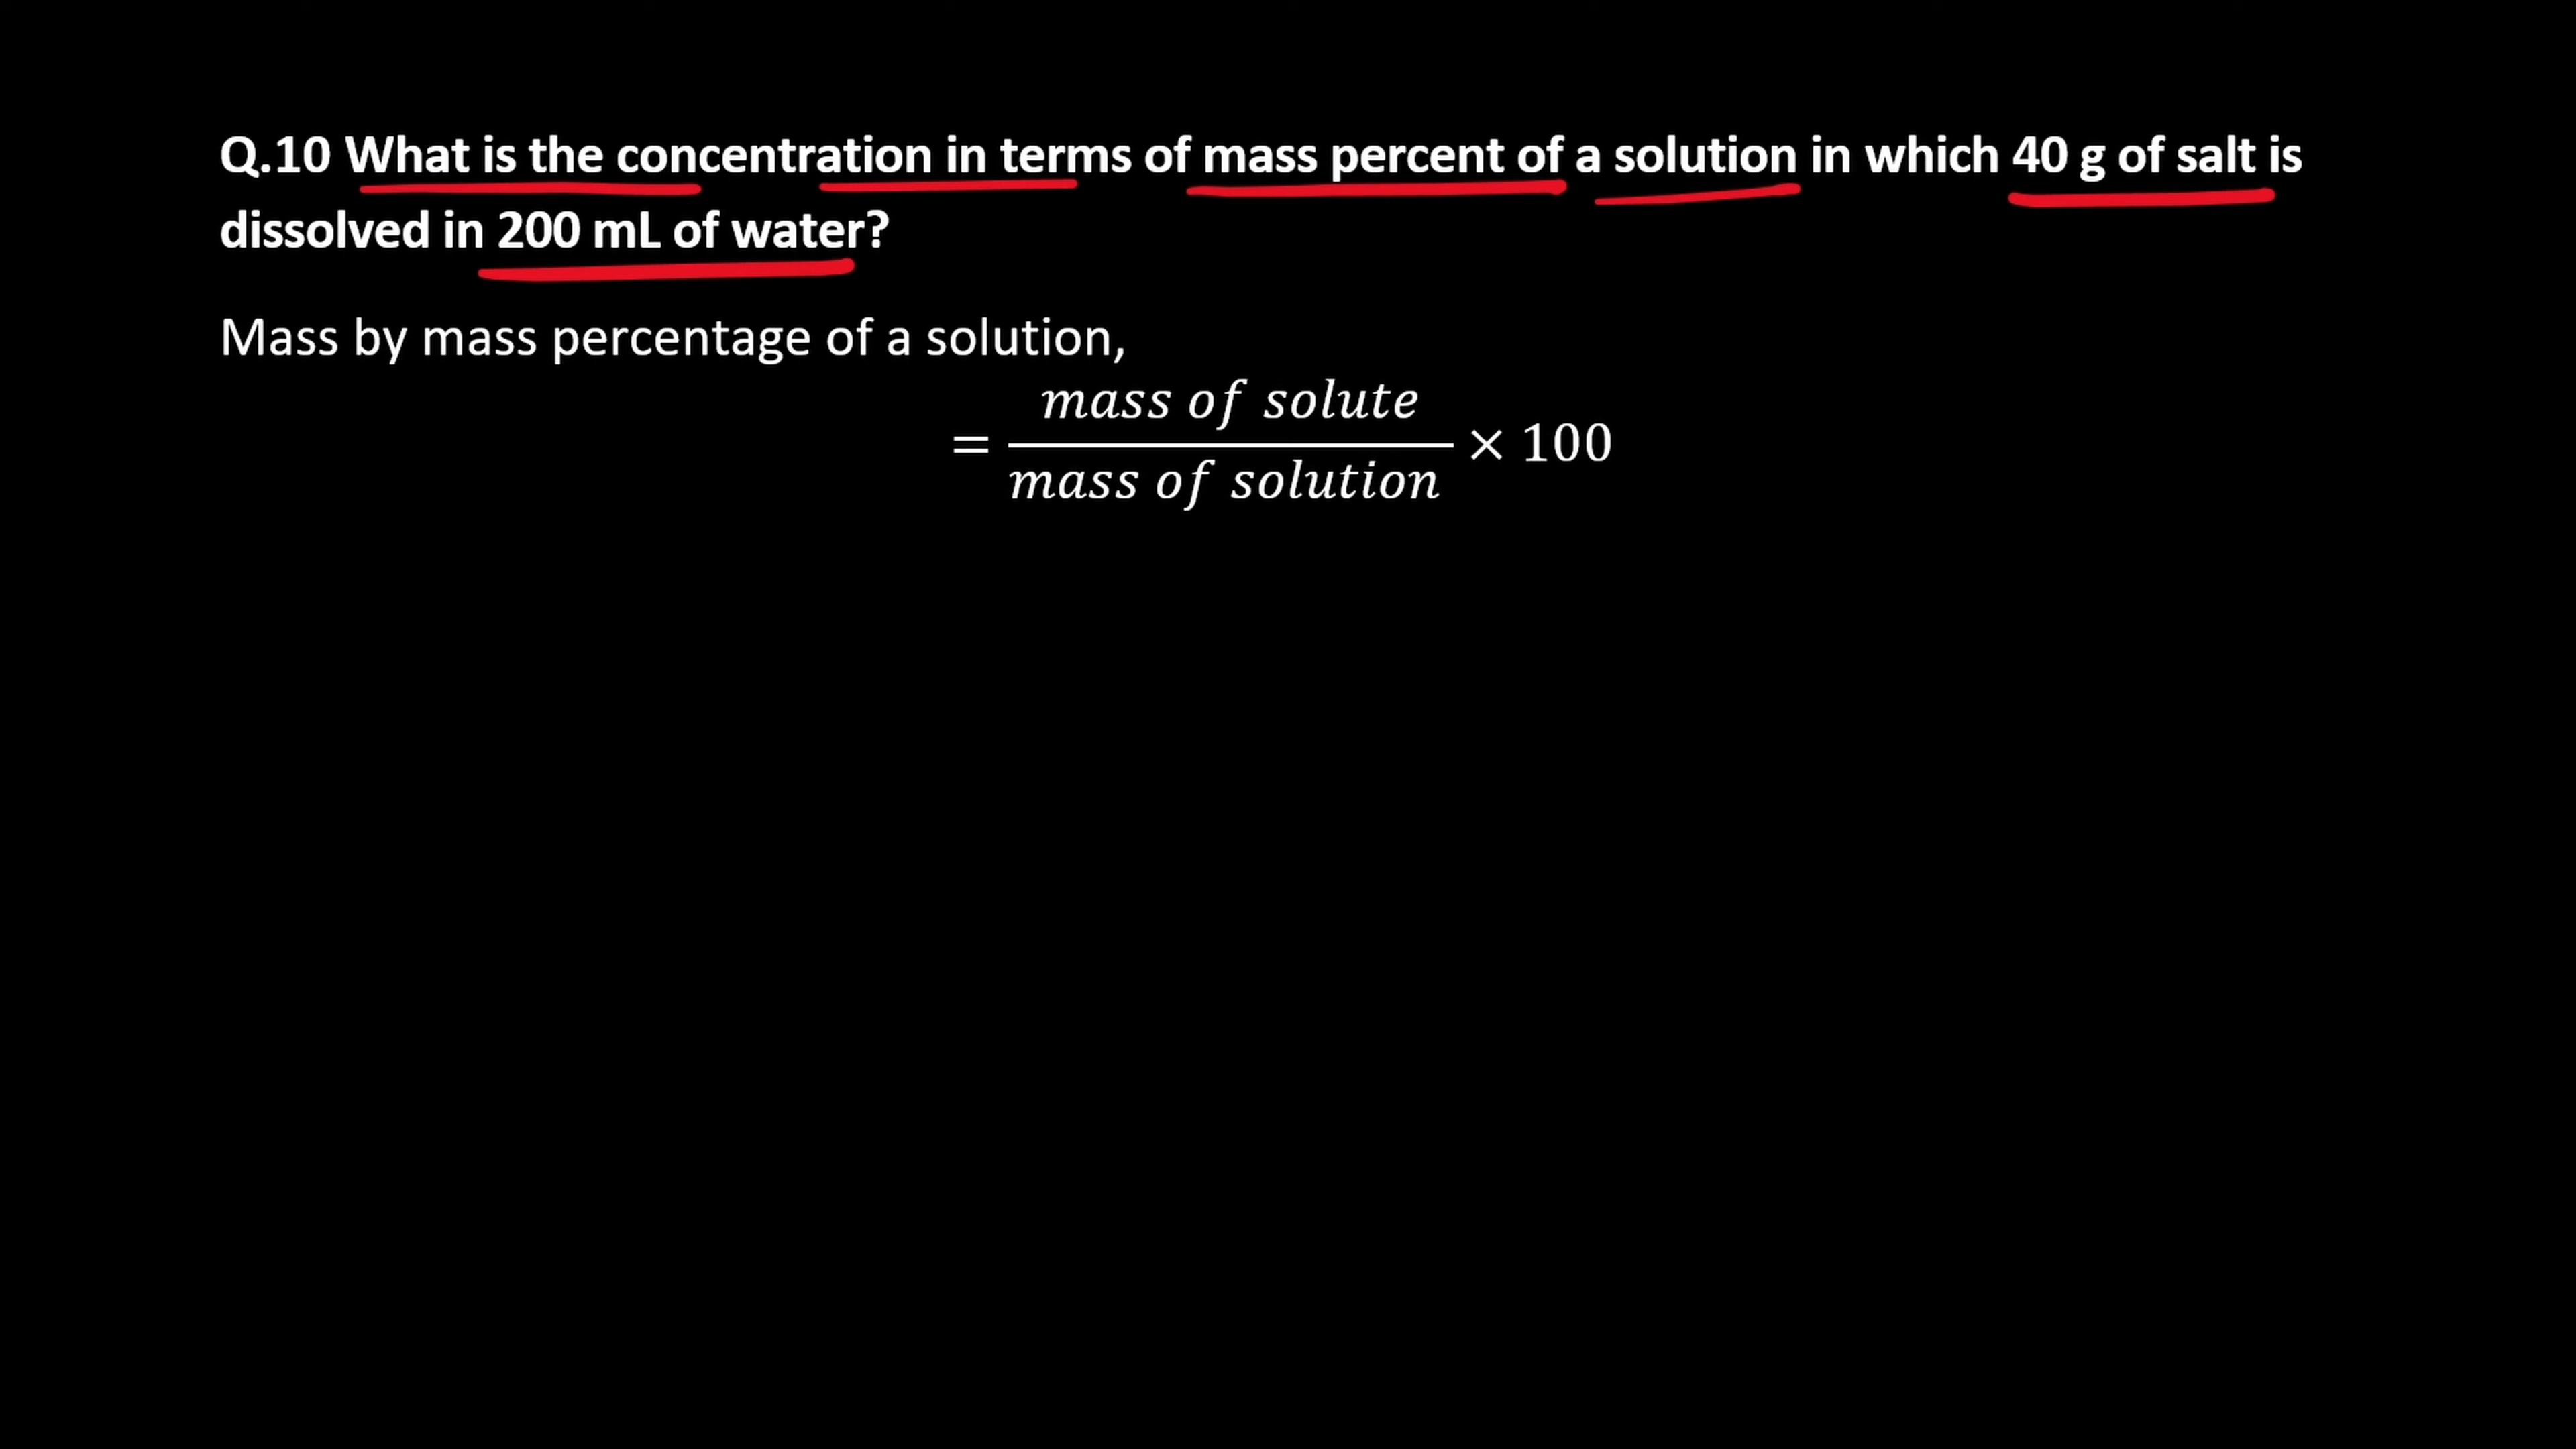 Q.10 What is the concentration in terms of mass percent of a solution in which 40 g of salt is
dissolved in 200 mL of water?
Mass by mass percentage of a solution,
= mass of solute / mass of solution × 100